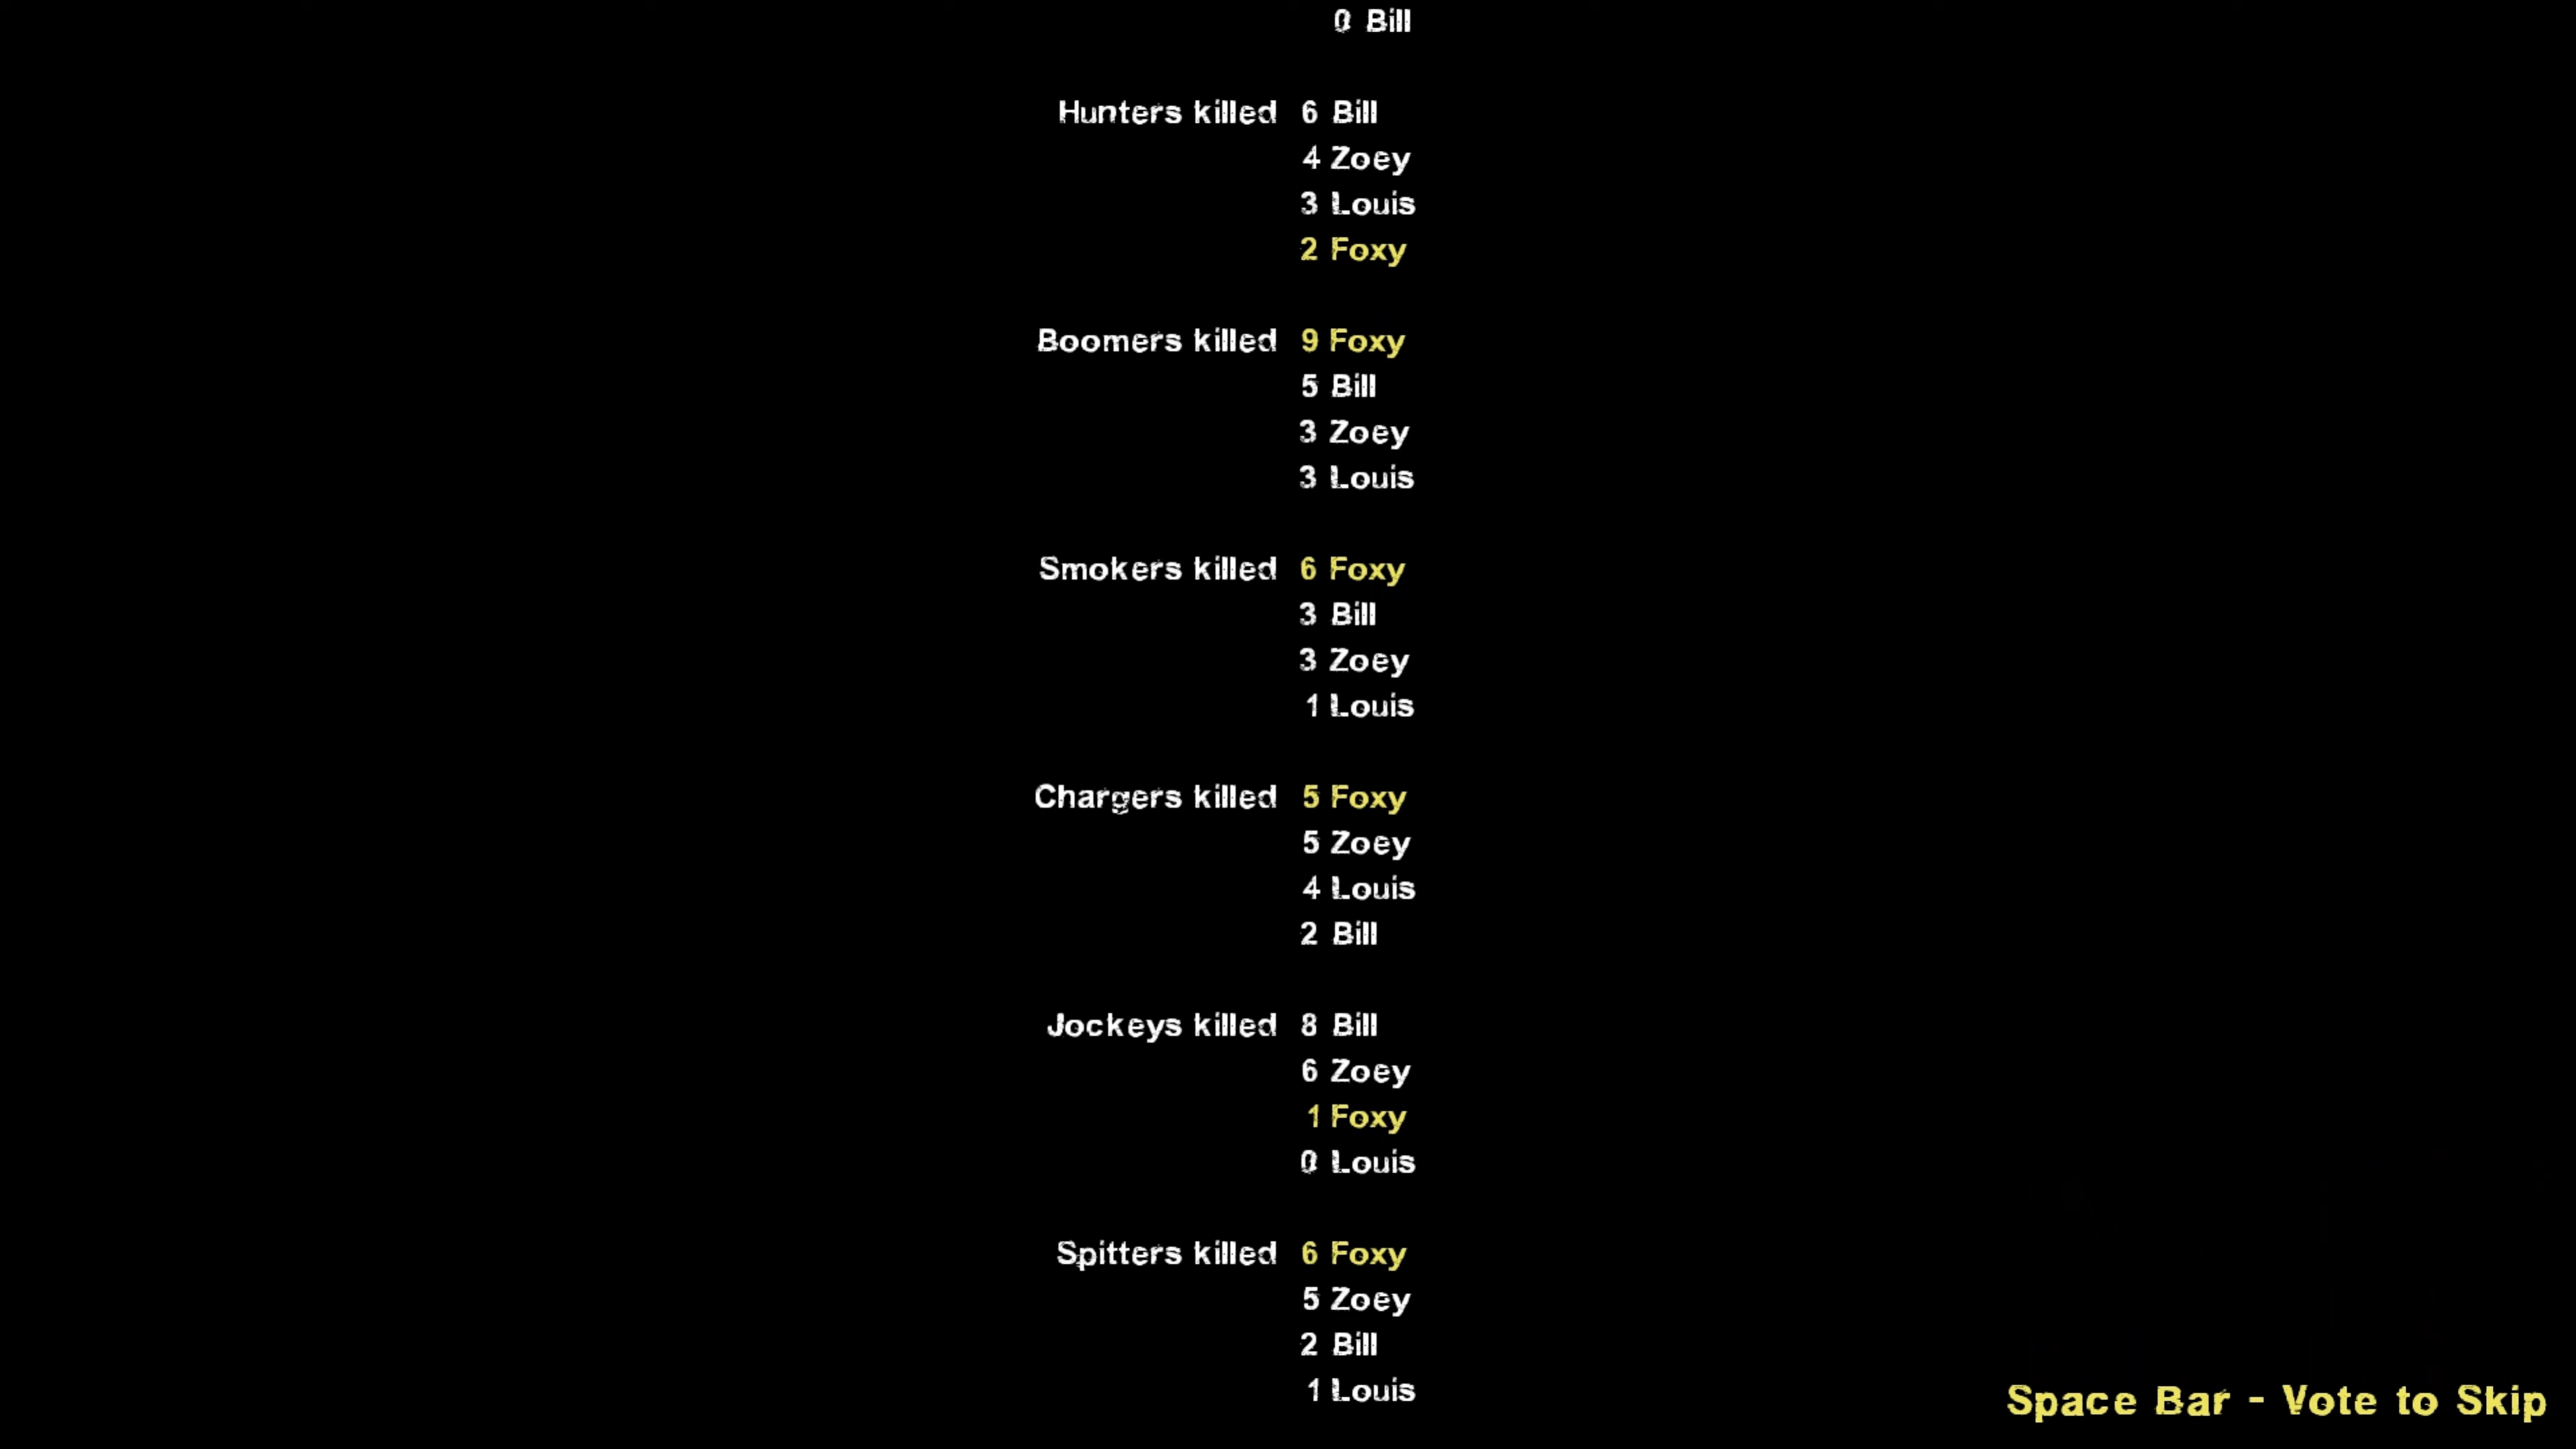 0 Bill
Hunters killed 6 Bill
4 Zoey
3 Louis
2 Foxy
Boomers killed 9 Foxy
5 Bill
3 Zoey
3 Louis
Smokers killed 6 Foxy
3 Bill
3 Zoey
1 Louis
Chargers killed 5 Foxy
5 Zoey
4 Louis
2 Bill
Jockeys killed 8 Bill
6 Zoey
1 Foxy
0 Louis
Spitters killed 6 Foxy
5 Zoey
2 Bill
1 Louis
Space Bar - Vote to Skip